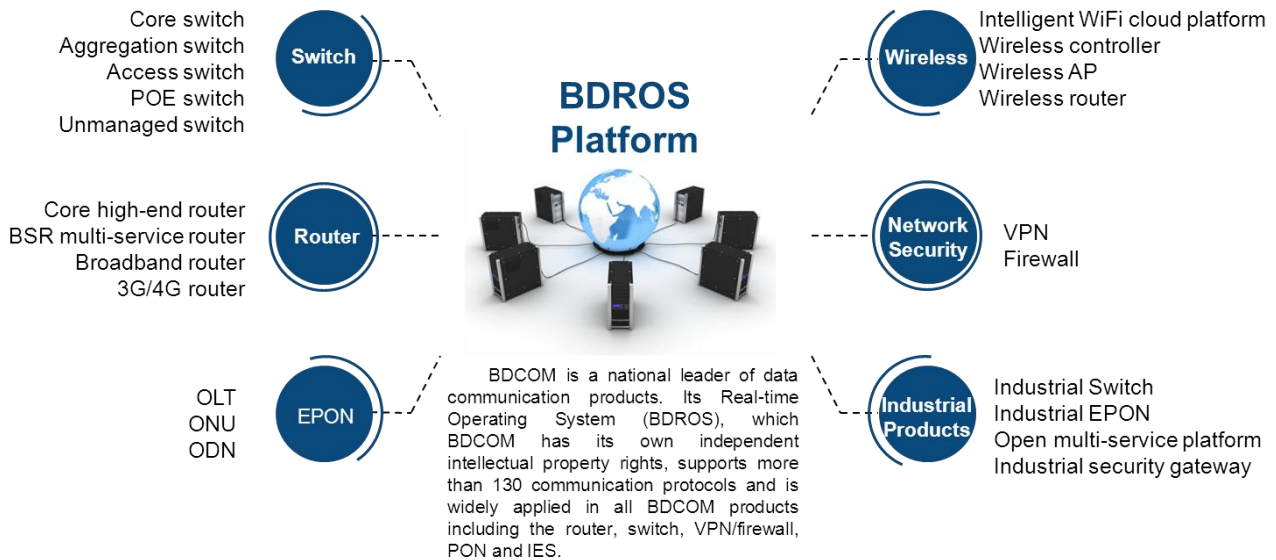 Core switch
Aggregation switch
Access switch
POE switch
Unmanaged switch
Switch
Core high-end router
BSR multi-service router
Broadband router
3G/4G router
Router
OLT
ONU
ODN
EPON
BDROS
Platform
BDCOM is a national leader of data
communication products. Its Real-time
Operating System (BDROS), which
BDCOM has its own independent
intellectual property rights, supports more
than 130 communication protocols and is
widely applied in all BDCOM products
including the router, switch, VPN/firewall,
PON and IES.
Wireless
Intelligent WiFi cloud platform
Wireless controller
Wireless AP
Wireless router
Network
Security
VPN
Firewall
Industrial
Products
Industrial Switch
Industrial EPON
Open multi-service platform
Industrial security gateway